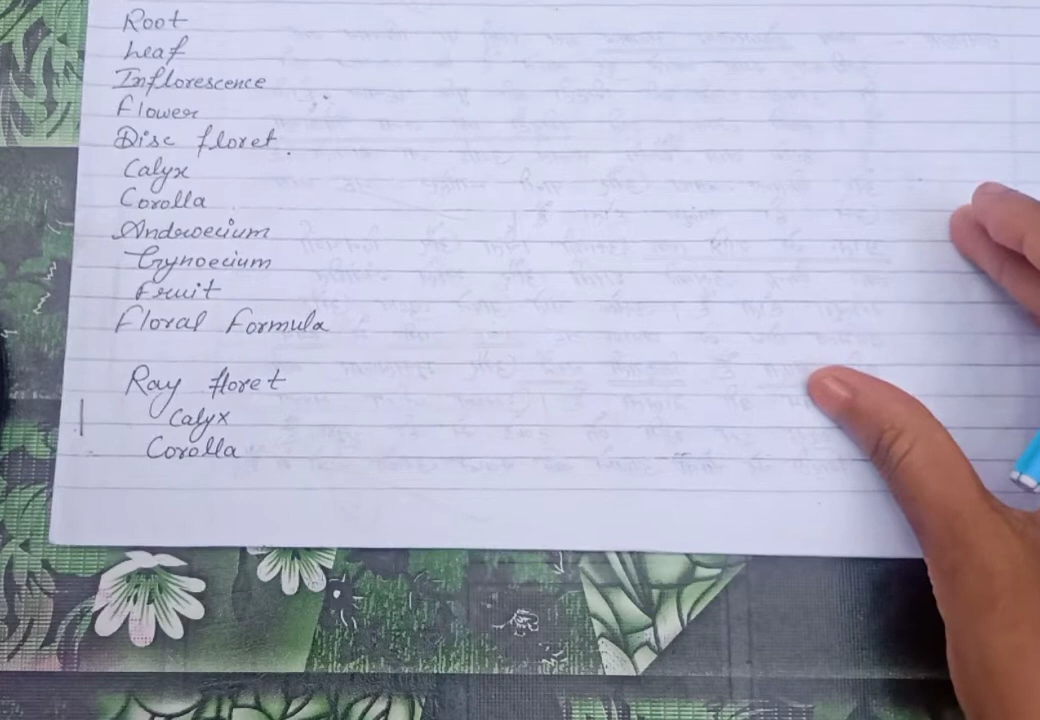 Root
Leaf
Inflorescence
Flower
Disc floret.
Calyx
Corolla
Androecium
Gynoecium
Fruit
Floral Formula
Ray floret
Calyx
Corolla